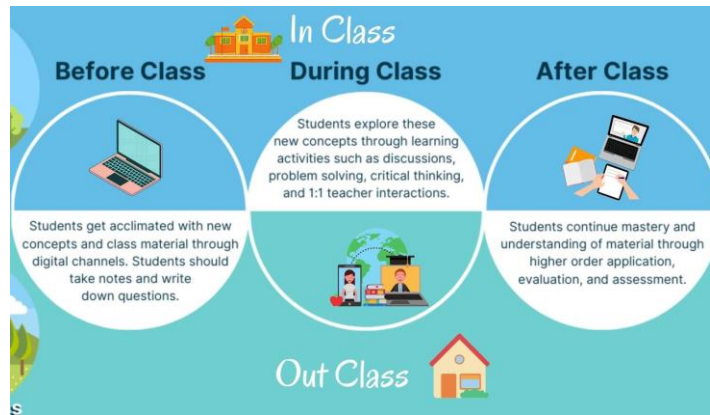 In Class
Before Class
During Class
After Class
Students explore these
new concepts through learning
activities such as discussions,
problem solving, critical thinking,
and 1:1 teacher interactions.
Students get acclimated with new
concepts and class material through
digital channels. Students should
take notes and write
down questions.
Students continue mastery and
understanding of material through
higher order application,
evaluation, and assessment.
Out Class
s